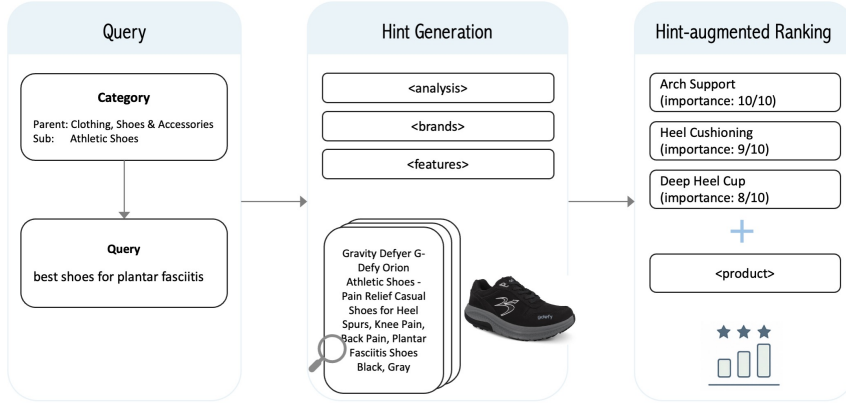 Query
Category
Parent: Clothing, Shoes & Accessories
Sub: Athletic Shoes
Query
best shoes for plantar fasciitis
Hint Generation
<analysis>
<brands>
<features>
Gravity Defyer G-
Defy Orion
Athletic Shoes -
Pain Relief Casual
Shoes for Heel
Spurs, Knee Pain,
Back Pain, Plantar
Fasciitis Shoes
Black, Gray
Hint-augmented Ranking
Arch Support
(importance: 10/10)
Heel Cushioning
(importance: 9/10)
Deep Heel Cup
(importance: 8/10)
+
<product>